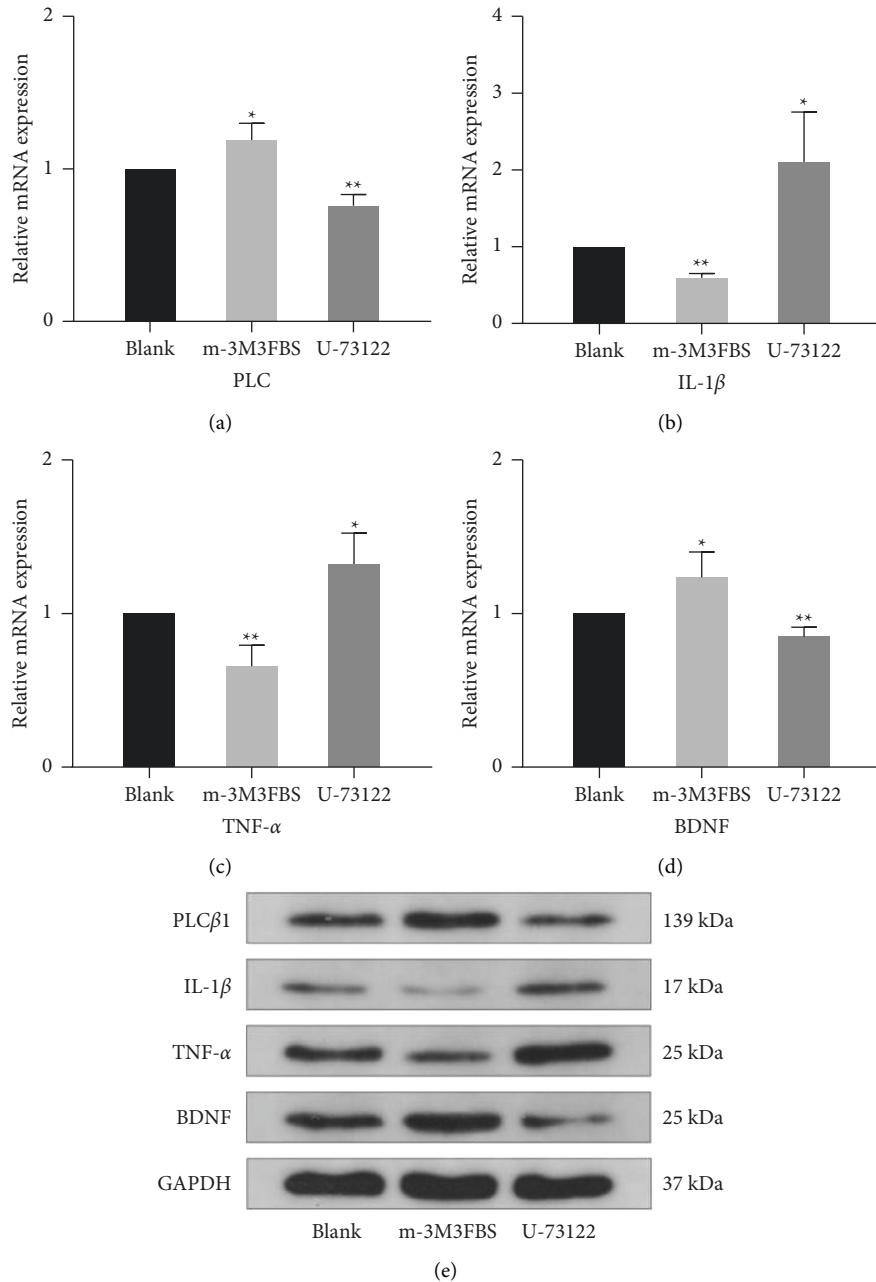 2
1
0
Relative mRNA expression
*
**
Blank m-3M3FBS U-73122
PLC
(a)
4
3
2
1
0
Relative mRNA expression
**
*
Blank m-3M3FBS U-73122
IL-1β
(b)
2
1
0
Relative mRNA expression
**
*
Blank m-3M3FBS U-73122
TNF-α
(c)
2
1
0
Relative mRNA expression
*
**
Blank m-3M3FBS U-73122
BDNF
(d)
PLCβ1 139 kDa
IL-1β 17 kDa
TNF-α 25 kDa
BDNF 25 kDa
GAPDH 37 kDa
Blank m-3M3FBS U-73122
(e)